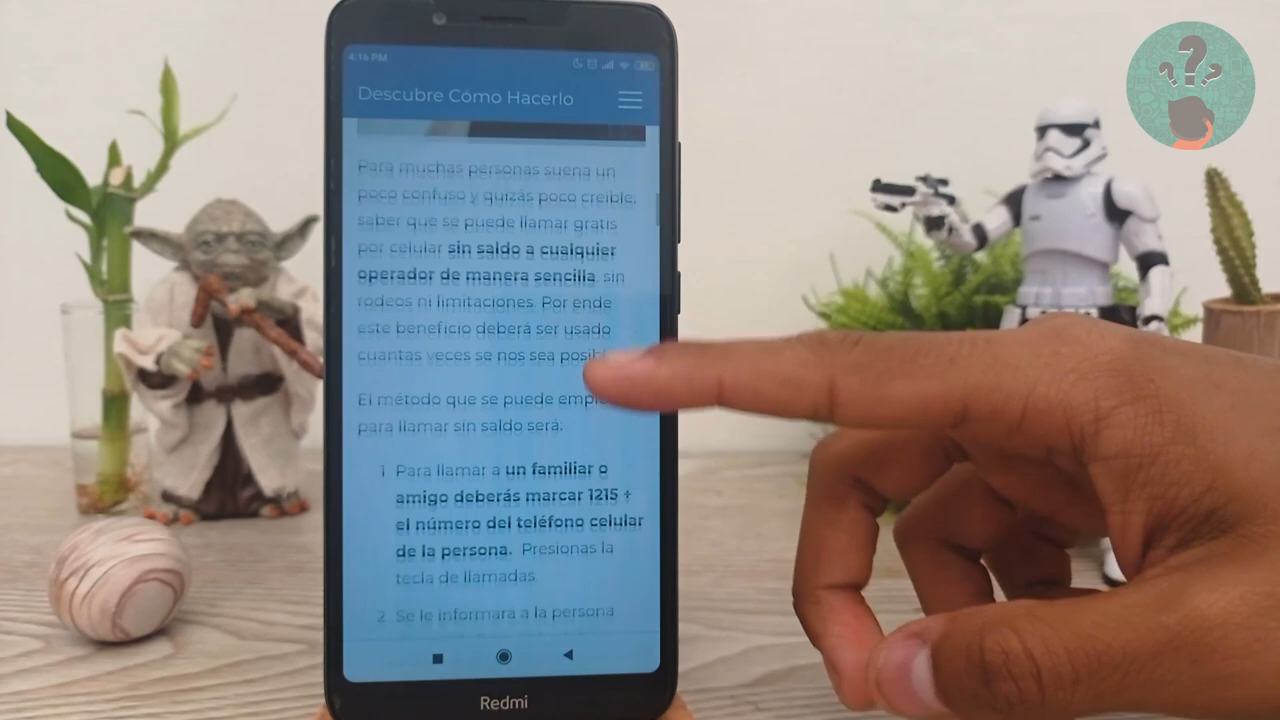 4:16 PM
Descubre Cómo Hacerlo
Para muchas personas suena un
poco confuso y quizás poco creíble,
saber que se puede llamar gratis
por celular sin saldo a cualquier
operador de manera sencilla, sin
rodeos ni limitaciones. Por ende
este beneficio deberá ser usado
cuantas veces se nos sea
El método que se puede
para llamar sin saldo será:
1 Para llamar a un familiar o
amigo deberás marcar 1215 +
el número del teléfono celular
de la persona. Presionas la
tecla de llamadas.
2 Se le informara a la persona
Redmi